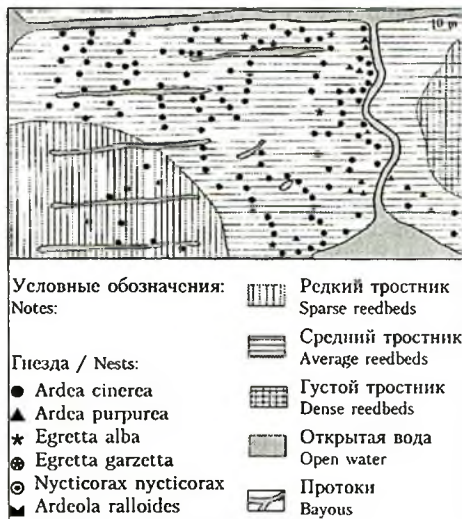 10 m
Условные обозначения:
Notes:
Гнезда / Nests:
Ardea cinerea
Ardea purpurea
Egretta alba
Egretta garzetta
Nycticorax nycticorax
Ardeola ralloides
Редкий тростник
Sparse reedbeds
Средний тростник
Average reedbeds
Густой тростник
Dense reedbeds
Открытая вода
Open water
Протоки
Bayous